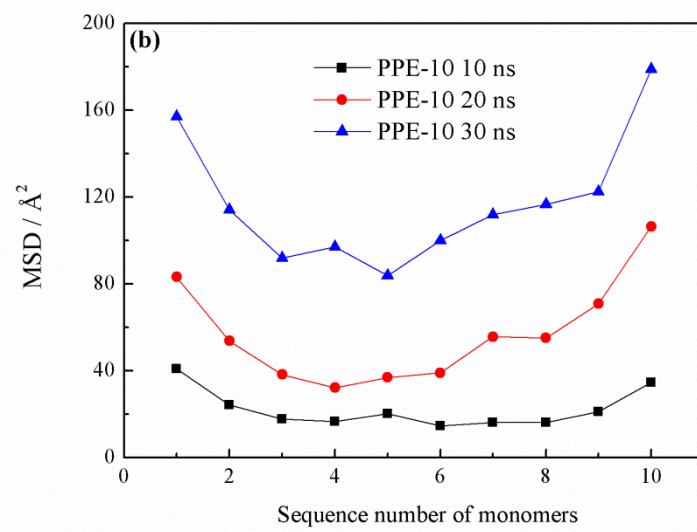 (b)
PPE-10 10 ns
PPE-10 20 ns
PPE-10 30 ns
MSD / Å²
200
160
120
80
40
0
0 2 4 6 8 10
Sequence number of monomers